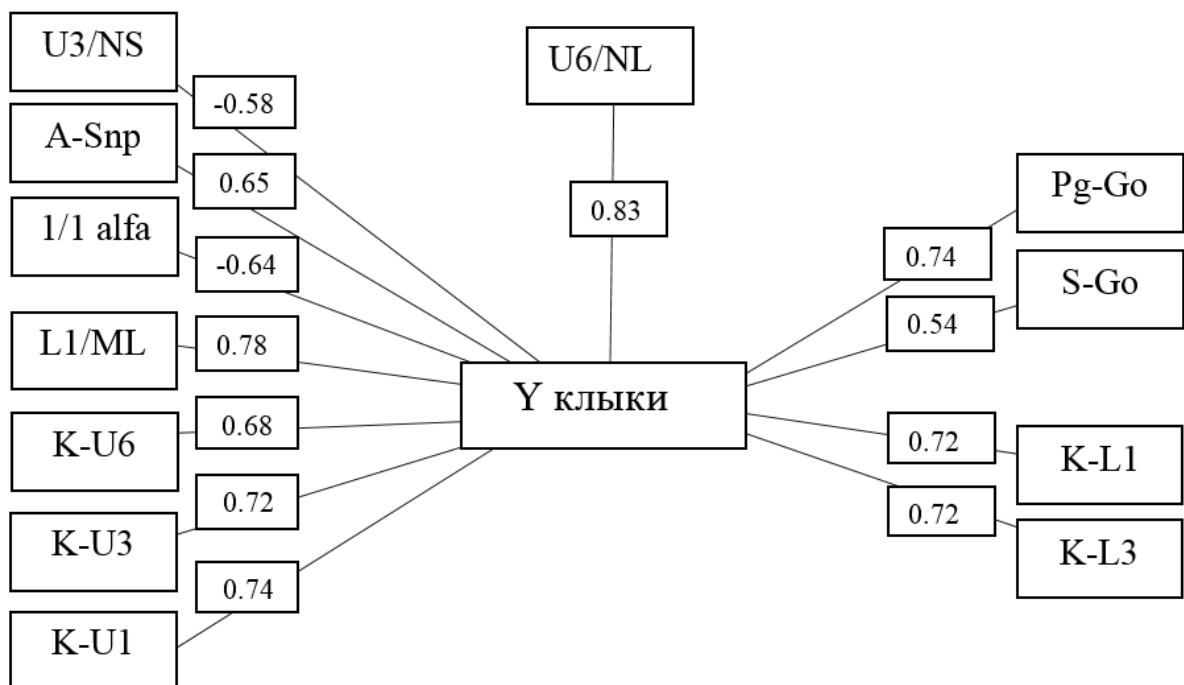 U3/NS
-0.58
A-Snp
0.65
1/1 alfa
-0.64
L1/ML
0.78
K-U6
0.68
K-U3
0.72
K-U1
0.74
U6/NL
0.83
Y клыки
Pg-Go
0.74
S-Go
0.54
K-L1
0.72
K-L3
0.72